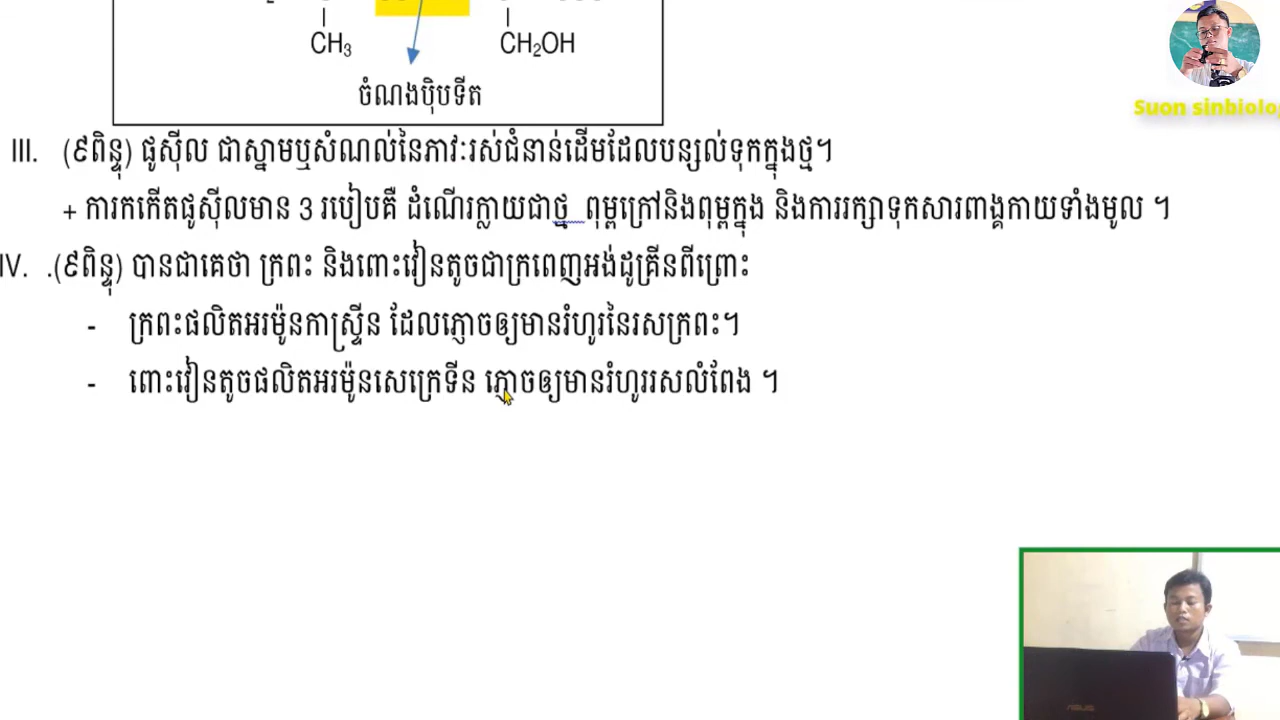 CH3
CH2OH
ចំណងប៉ិបទីត
Suon sinbiolog
III. (៩ពិន្ទុ) ផូស៊ីល ជាស្នាមឬសំណល់នៃភាវៈរស់ជំនាន់ដើមដែលបន្សល់ទុកក្នុងថ្ម។
+ ការកកើតផូស៊ីលមាន 3 របៀបគឺ ដំណើរក្លាយជាថ្ម ពុម្ពក្រៅនិងពុម្ពក្នុង និងការរក្សាទុកសារពាង្គកាយទាំងមូល ។
IV. .(៩ពិន្ទុ) បានជាគេថា ក្រពះ និងពោះវៀនតូចជាក្រពេញអង់ដូគ្រីនពីព្រោះ
- ក្រពះផលិតអរម៉ូនកាស្ទ្រីន ដែលភ្ញោចឲ្យមានរំហូរនៃរសក្រពះ។
- ពោះវៀនតូចផលិតអរម៉ូនសេក្រេទីន ភ្ញោចឲ្យមានរំហូររសលំពែង ។